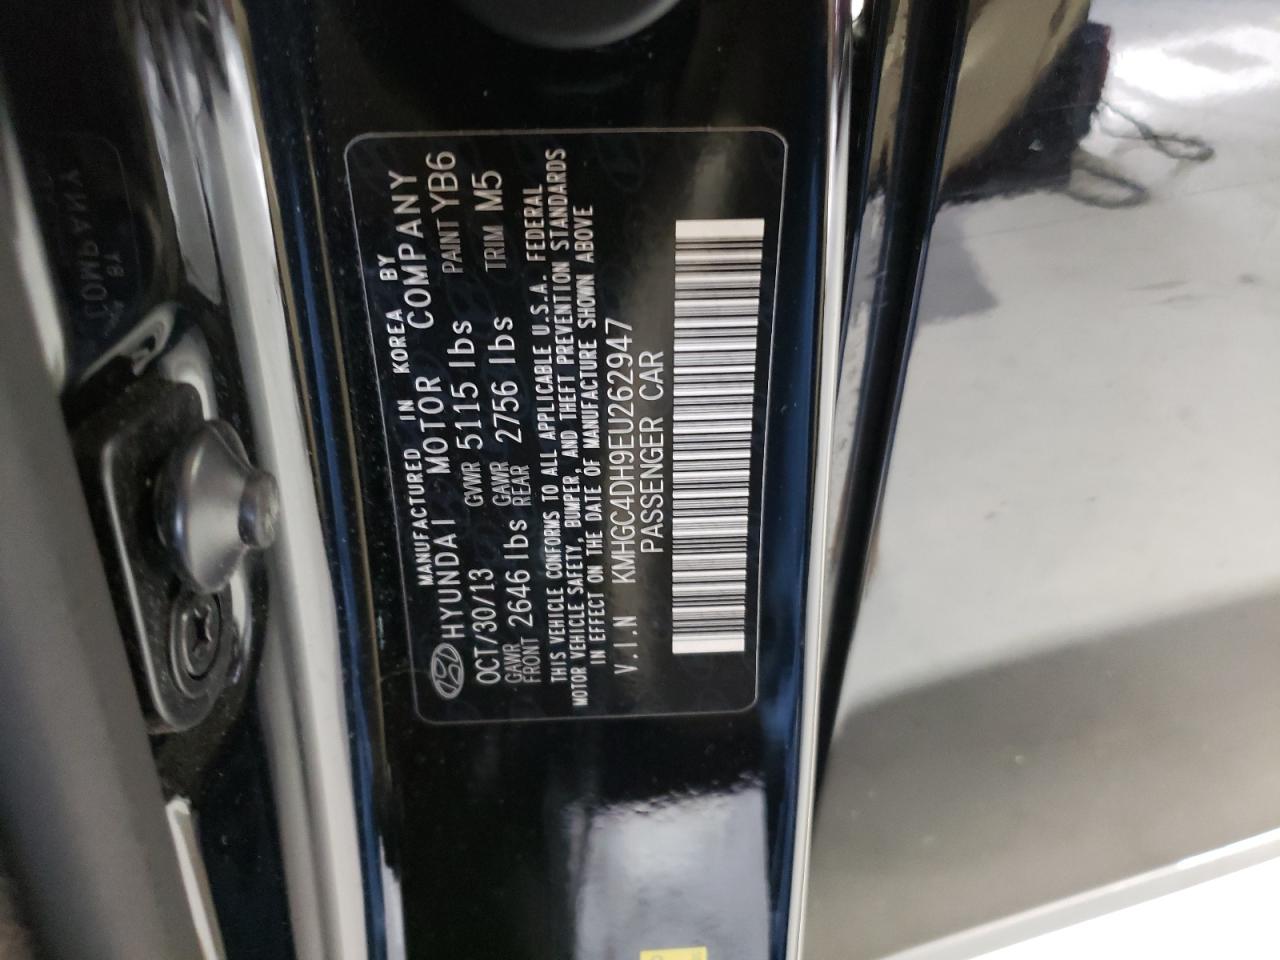 MANUFACTURED IN KOREA BY
HYUNDAI MOTOR COMPANY
OCT/30/13 GVWR 5115 lbs PAINT YB6
GAWR FRONT 2646 lbs GAWR REAR 2756 lbs TRIM M5
THIS VEHICLE CONFORMS TO ALL APPLICABLE U.S.A. FEDERAL
MOTOR VEHICLE SAFETY, BUMPER, AND THEFT PREVENTION STANDARDS
IN EFFECT ON THE DATE OF MANUFACTURE SHOWN ABOVE
V.I.N KMHGC4DH9EU262947
PASSENGER CAR